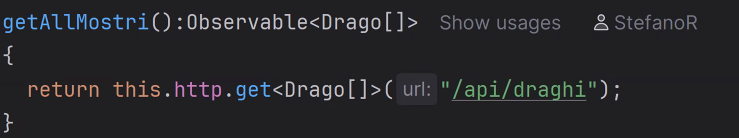 getAllMostri():Observable<Drago[]> Show usages StefanoR
{
return this.http.get<Drago[]>( url: "/api/draghi");
}